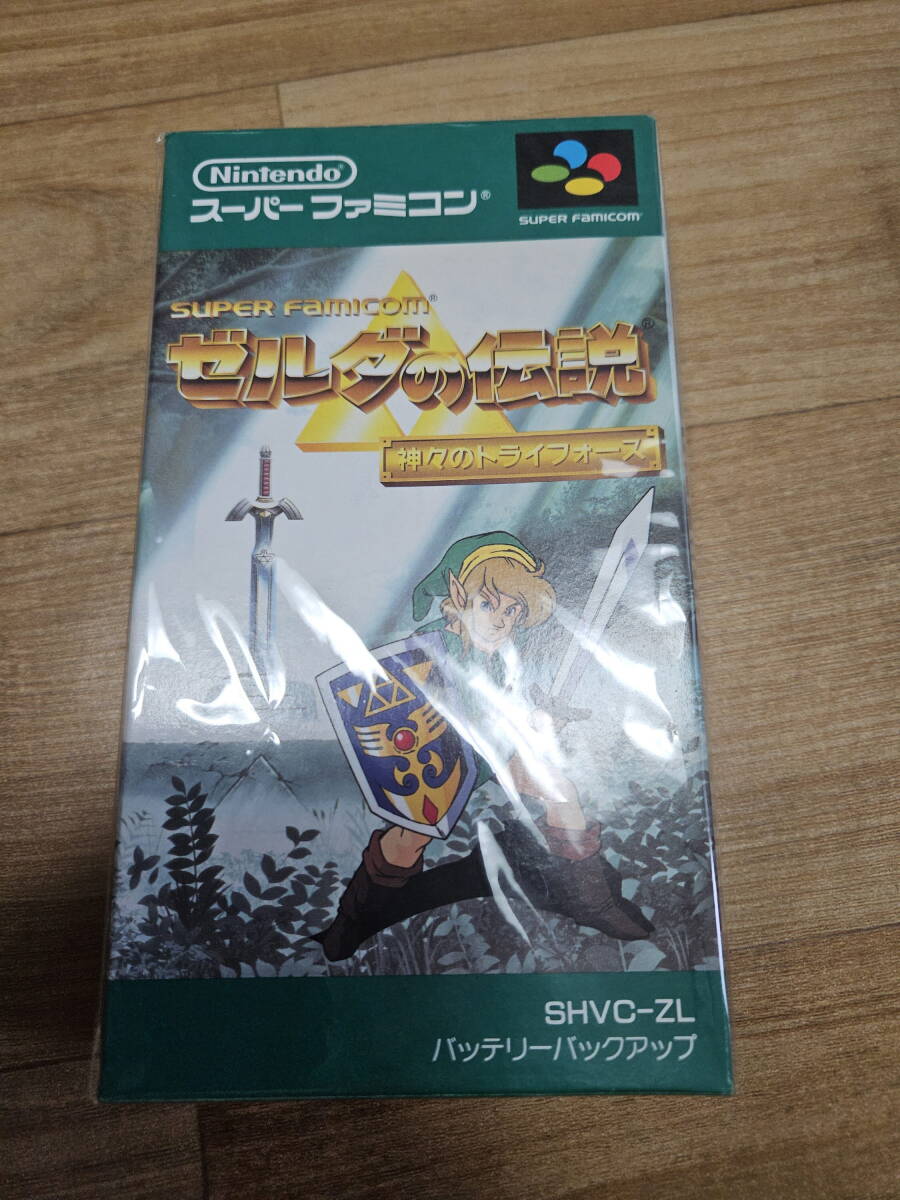 Nintendo®
スーパーファミコン®
SUPER FAMICOM
SUPER FAMICOM®
ゼルダの伝説®
神々のトライフォース
SHVC-ZL
バッテリーバックアップ